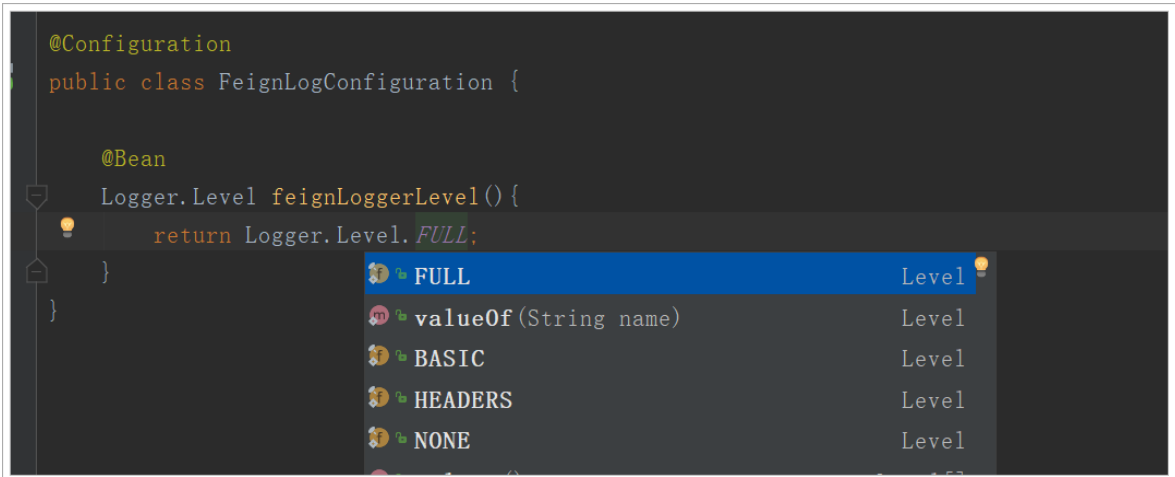 @Configuration
public class FeignLogConfiguration {
@Bean
Logger.Level feignLoggerLevel(){
return Logger.Level.FULL;
}
}
FULL Level
valueOf(String name) Level
BASIC Level
HEADERS Level
NONE Level